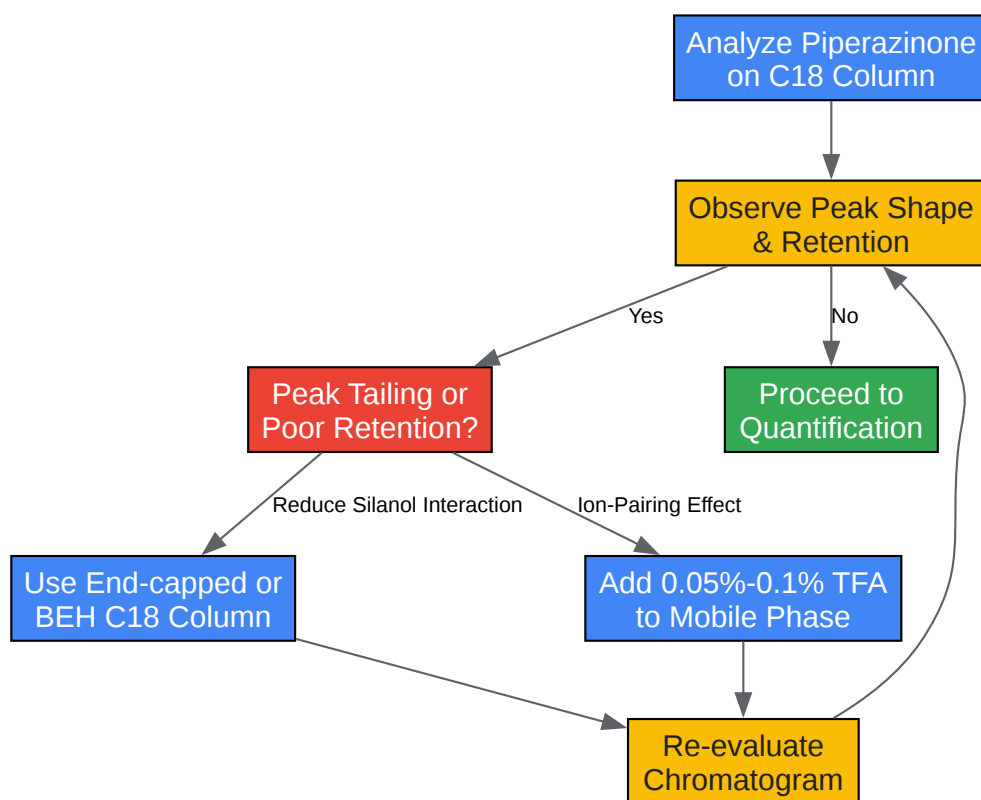 Analyze Piperazinone
on C18 Column
Observe Peak Shape
& Retention
Yes
No
Peak Tailing or
Poor Retention?
Proceed to
Quantification
Reduce Silanol Interaction
Ion-Pairing Effect
Use End-capped or
BEH C18 Column
Add 0.05%-0.1% TFA
to Mobile Phase
Re-evaluate
Chromatogram